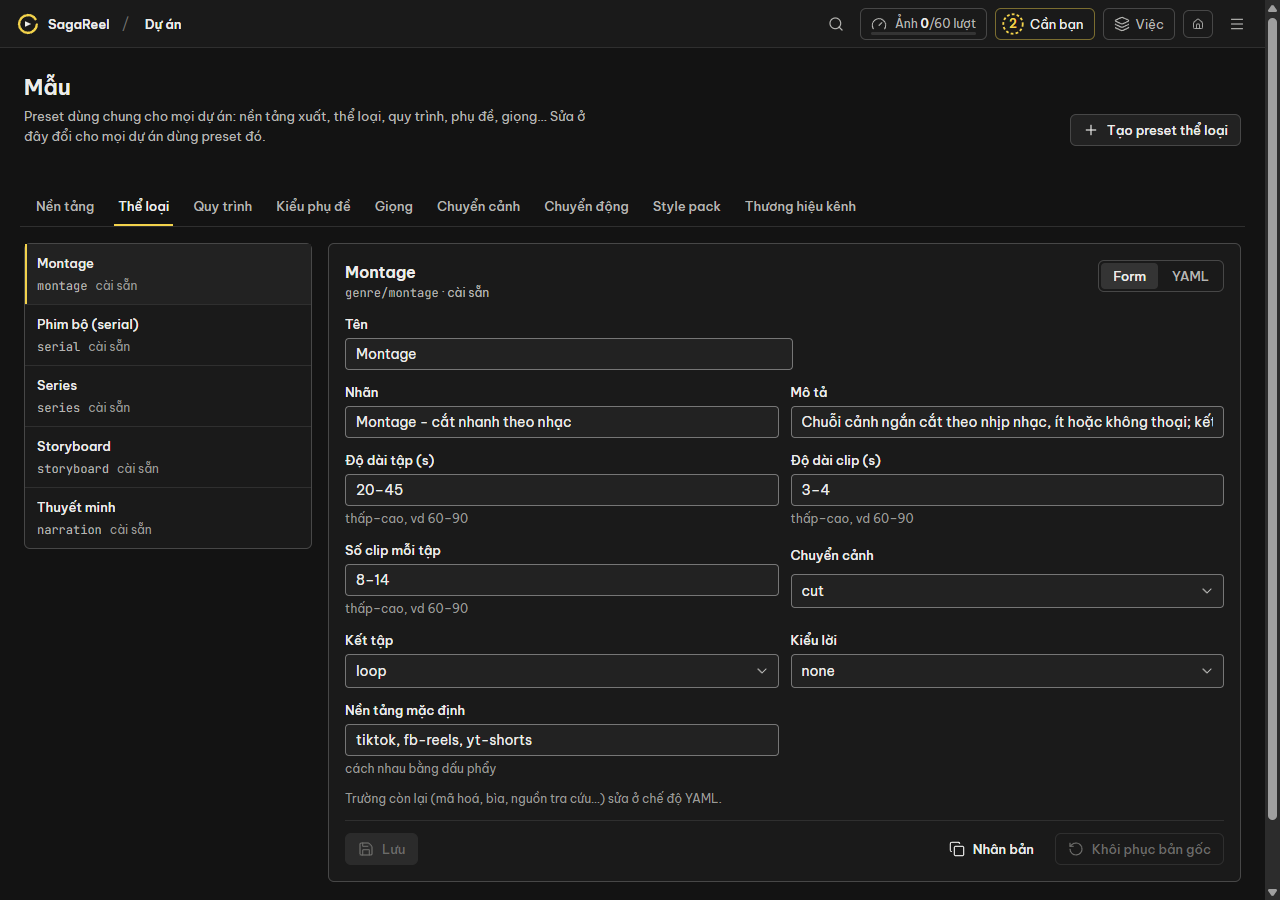 SagaReel / Dự án
Ảnh 0/60 lượt
2 Cần bạn
Việc
Mẫu
Preset dùng chung cho mọi dự án: nền tảng xuất, thể loại, quy trình, phụ đề, giọng... Sửa ở
đây đổi cho mọi dự án dùng preset đó.
Tạo preset thể loại
Nền tảng Thể loại Quy trình Kiểu phụ đề Giọng Chuyển cảnh Chuyển động Style pack Thương hiệu kênh
Montage
montage cài sẵn
Phim bộ (serial)
serial cài sẵn
Series
series cài sẵn
Storyboard
storyboard cài sẵn
Thuyết minh
narration cài sẵn
Montage
genre/montage · cài sẵn
Form YAML
Tên
Montage
Nhãn
Montage – cắt nhanh theo nhạc
Mô tả
Chuỗi cảnh ngắn cắt theo nhịp nhạc, ít hoặc không thoại; kết
Độ dài tập (s)
20–45
thấp–cao, vd 60–90
Độ dài clip (s)
3–4
thấp–cao, vd 60–90
Số clip mỗi tập
8–14
thấp–cao, vd 60–90
Chuyển cảnh
cut
Kết tập
loop
Kiểu lời
none
Nền tảng mặc định
tiktok, fb-reels, yt-shorts
cách nhau bằng dấu phẩy
Trường còn lại (mã hoá, bìa, nguồn tra cứu...) sửa ở chế độ YAML.
Lưu
Nhân bản
Khôi phục bản gốc